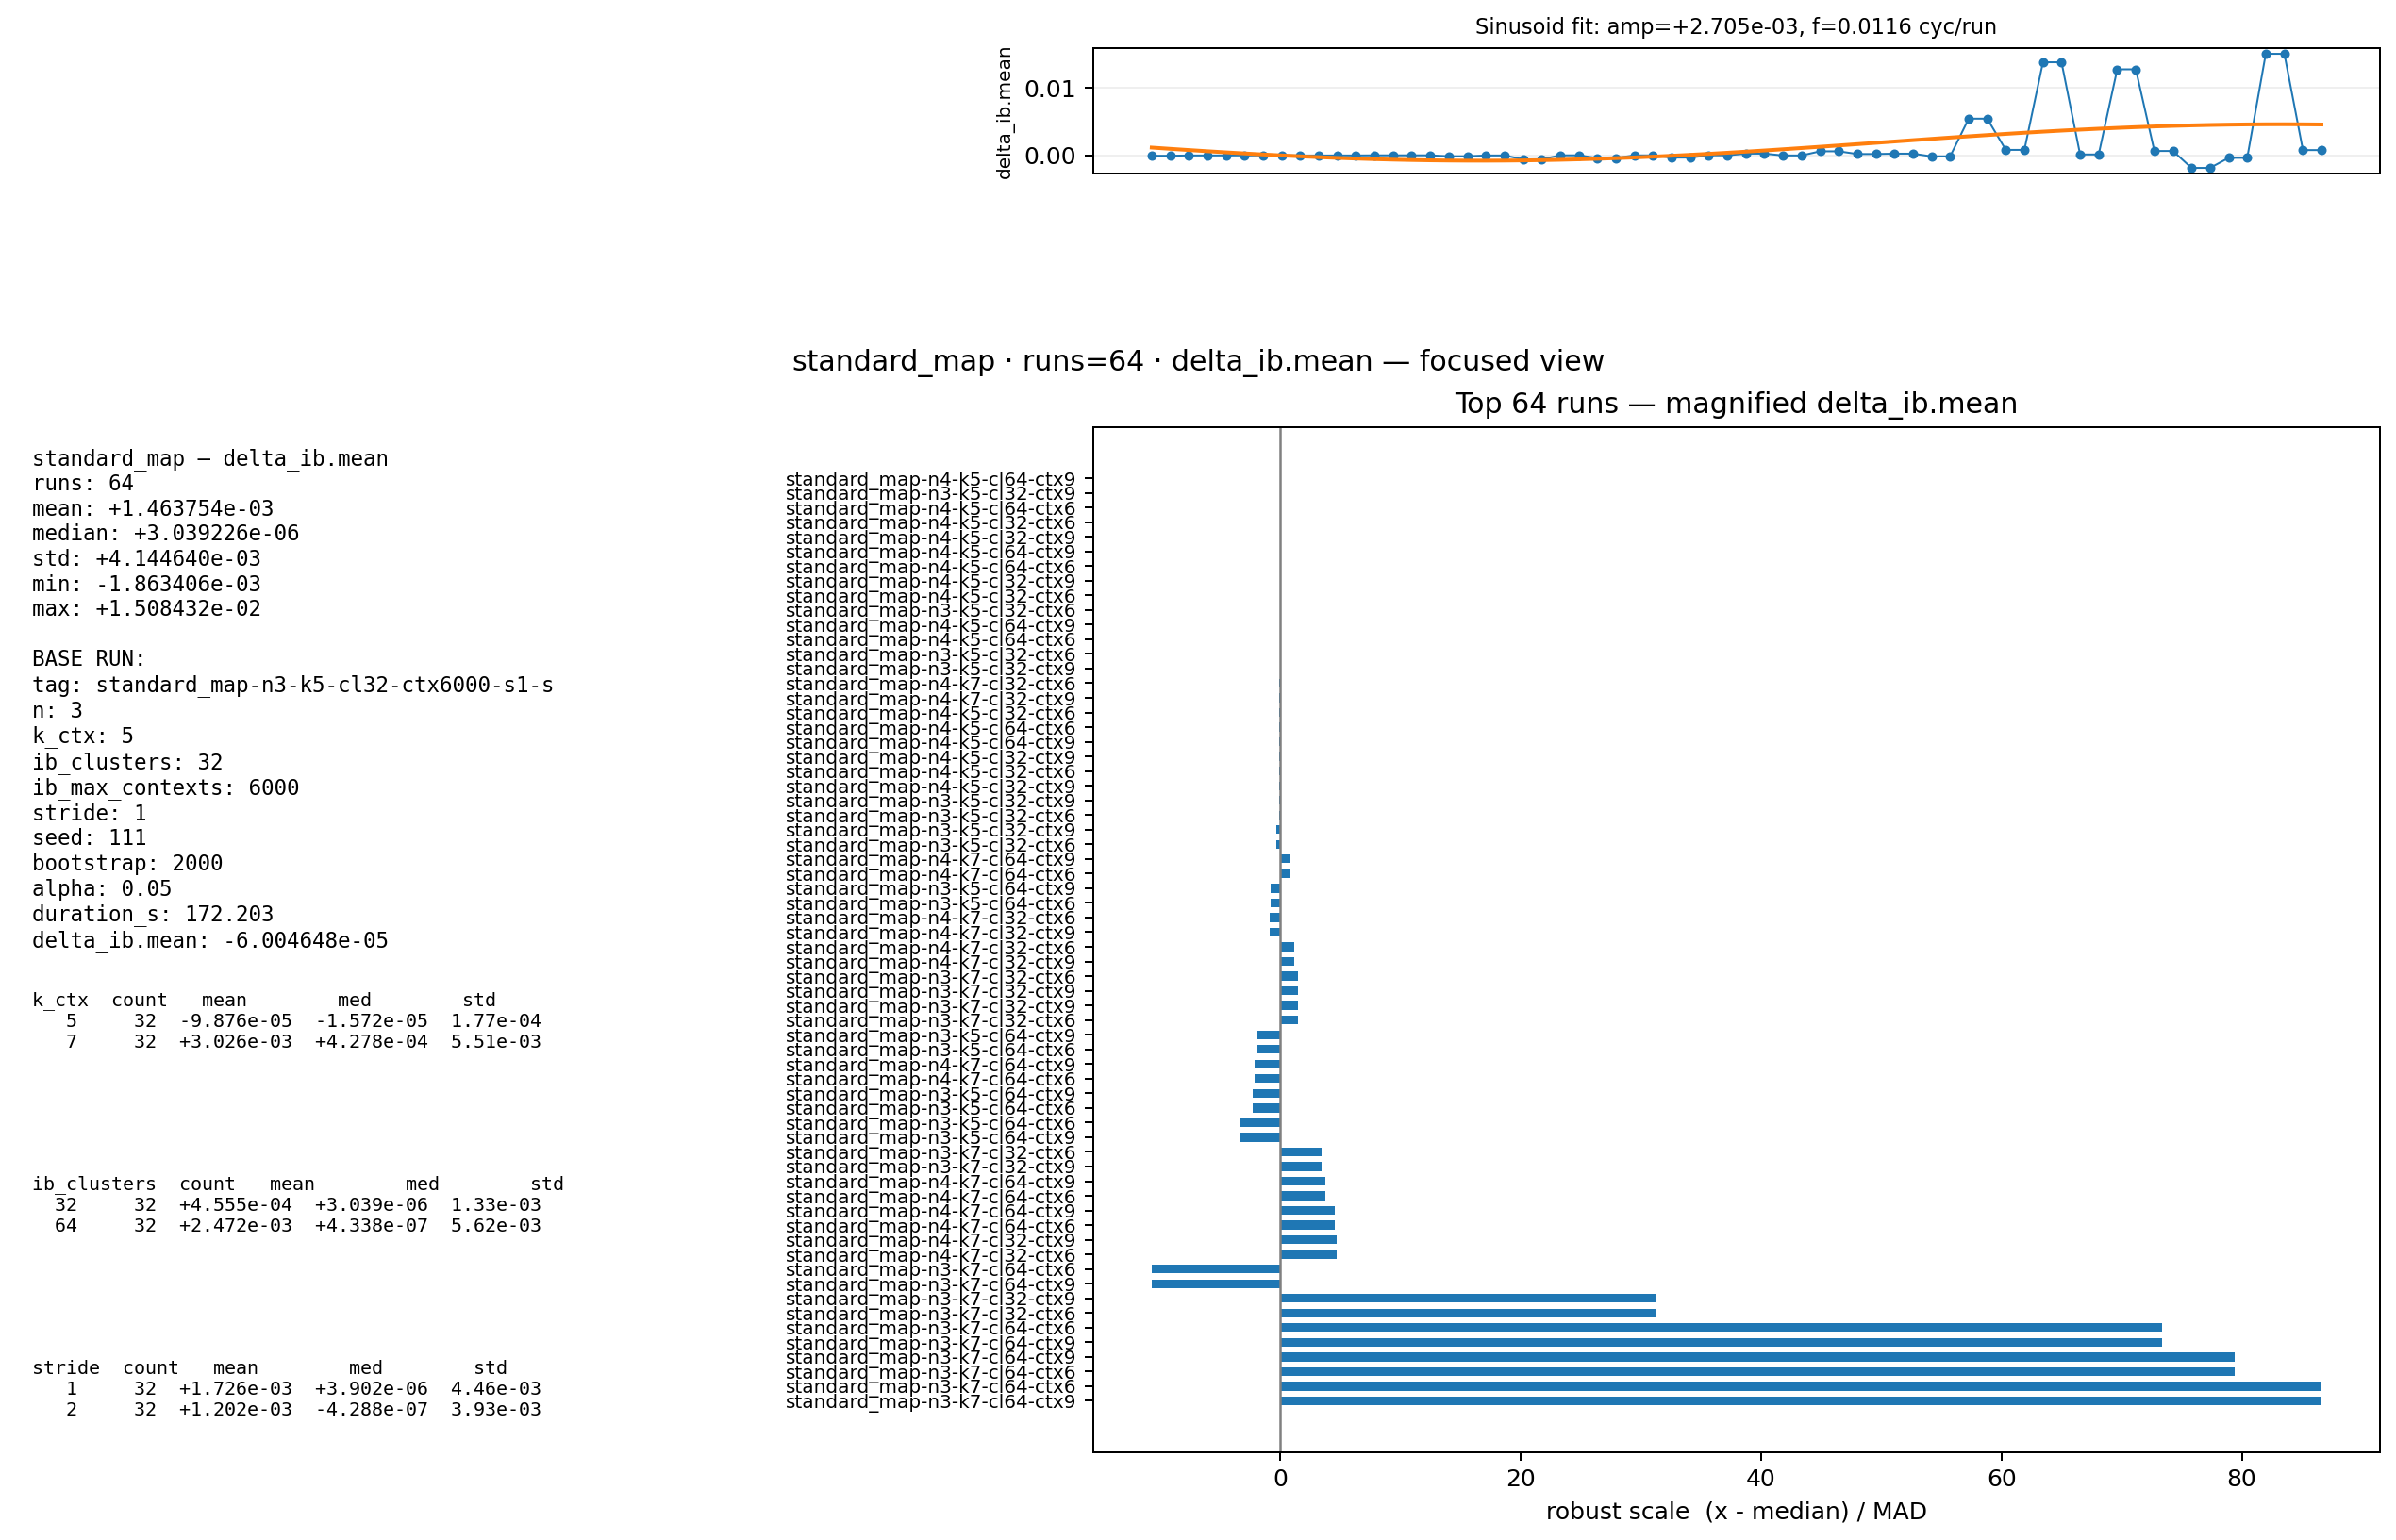 Sinusoid fit: amp=+2.705e-03, f=0.0116 cyc/run
delta_ib.mean
0.01
0.00
standard_map · runs=64 · delta_ib.mean — focused view
Top 64 runs — magnified delta_ib.mean
standard_map — delta_ib.mean
runs: 64
mean: +1.463754e-03
median: +3.039226e-06
std: +4.144640e-03
min: -1.863406e-03
max: +1.508432e-02
BASE RUN:
tag: standard_map-n3-k5-cl32-ctx6000-s1-s
n: 3
k_ctx: 5
ib_clusters: 32
ib_max_contexts: 6000
stride: 1
seed: 111
bootstrap: 2000
alpha: 0.05
duration_s: 172.203
delta_ib.mean: -6.004648e-05
k_ctx count mean med std
5 32 -9.876e-05 -1.572e-05 1.77e-04
7 32 +3.026e-03 +4.278e-04 5.51e-03
ib_clusters count mean med std
32 32 +4.555e-04 +3.039e-06 1.33e-03
64 32 +2.472e-03 +4.338e-07 5.62e-03
stride count mean med std
1 32 +1.726e-03 +3.902e-06 4.46e-03
2 32 +1.202e-03 -4.288e-07 3.93e-03
standard_map-n4-k5-cl64-ctx9
standard_map-n3-k5-cl32-ctx9
standard_map-n4-k5-cl64-ctx6
standard_map-n4-k5-cl32-ctx6
standard_map-n4-k5-cl32-ctx9
standard_map-n4-k5-cl64-ctx9
standard_map-n4-k5-cl64-ctx6
standard_map-n4-k5-cl32-ctx9
standard_map-n4-k5-cl32-ctx6
standard_map-n3-k5-cl32-ctx6
standard_map-n4-k5-cl64-ctx9
standard_map-n4-k5-cl64-ctx6
standard_map-n3-k5-cl32-ctx6
standard_map-n3-k5-cl32-ctx9
standard_map-n4-k7-cl32-ctx6
standard_map-n4-k7-cl32-ctx9
standard_map-n4-k5-cl32-ctx6
standard_map-n4-k5-cl64-ctx6
standard_map-n4-k5-cl64-ctx9
standard_map-n4-k5-cl32-ctx9
standard_map-n4-k5-cl32-ctx6
standard_map-n4-k5-cl32-ctx9
standard_map-n3-k5-cl32-ctx9
standard_map-n3-k5-cl32-ctx6
standard_map-n3-k5-cl32-ctx9
standard_map-n3-k5-cl32-ctx6
standard_map-n4-k7-cl64-ctx9
standard_map-n4-k7-cl64-ctx6
standard_map-n3-k5-cl64-ctx9
standard_map-n3-k5-cl64-ctx6
standard_map-n4-k7-cl32-ctx6
standard_map-n4-k7-cl32-ctx9
standard_map-n4-k7-cl32-ctx6
standard_map-n4-k7-cl32-ctx9
standard_map-n3-k7-cl32-ctx6
standard_map-n3-k7-cl32-ctx9
standard_map-n3-k7-cl32-ctx9
standard_map-n3-k7-cl32-ctx6
standard_map-n3-k5-cl64-ctx9
standard_map-n3-k5-cl64-ctx6
standard_map-n4-k7-cl64-ctx9
standard_map-n4-k7-cl64-ctx6
standard_map-n3-k5-cl64-ctx9
standard_map-n3-k5-cl64-ctx6
standard_map-n3-k5-cl64-ctx6
standard_map-n3-k5-cl64-ctx9
standard_map-n3-k7-cl32-ctx6
standard_map-n3-k7-cl32-ctx9
standard_map-n4-k7-cl64-ctx9
standard_map-n4-k7-cl64-ctx6
standard_map-n4-k7-cl64-ctx9
standard_map-n4-k7-cl64-ctx6
standard_map-n4-k7-cl32-ctx9
standard_map-n4-k7-cl32-ctx6
standard_map-n3-k7-cl64-ctx6
standard_map-n3-k7-cl64-ctx9
standard_map-n3-k7-cl32-ctx9
standard_map-n3-k7-cl32-ctx6
standard_map-n3-k7-cl64-ctx6
standard_map-n3-k7-cl64-ctx9
standard_map-n3-k7-cl64-ctx9
standard_map-n3-k7-cl64-ctx6
standard_map-n3-k7-cl64-ctx6
standard_map-n3-k7-cl64-ctx9
0 20 40 60 80
robust scale (x - median) / MAD